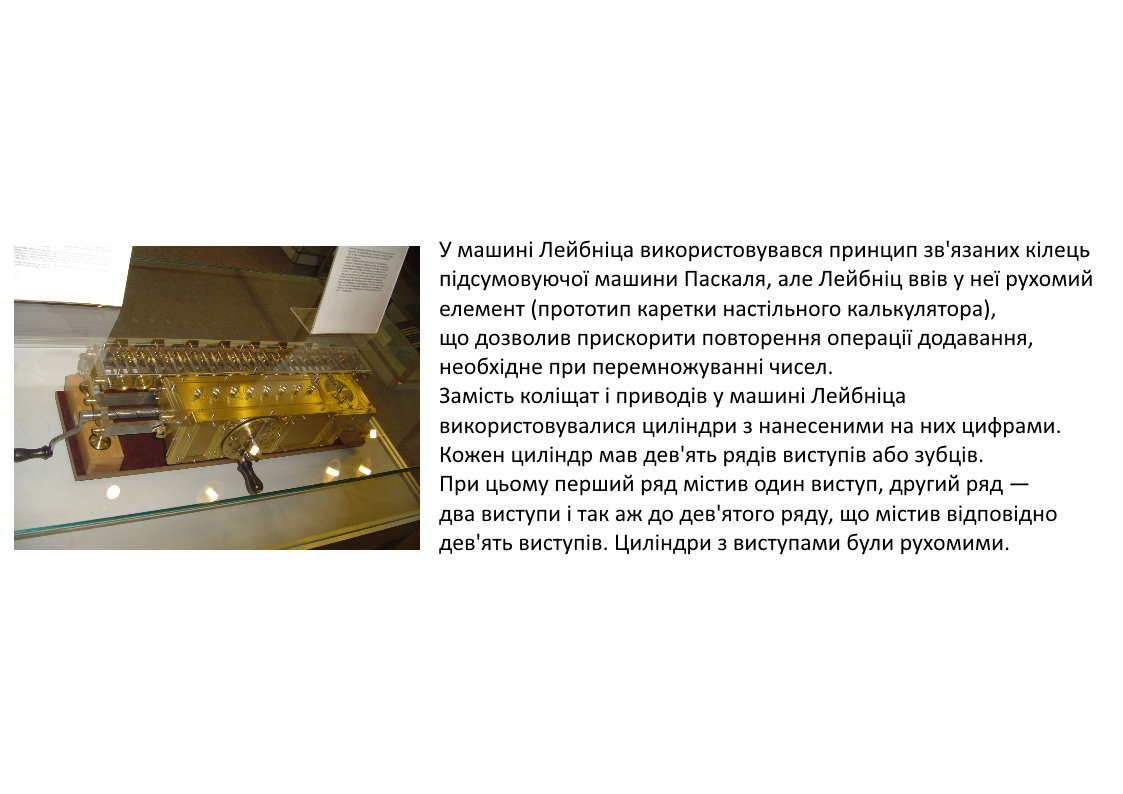 У машині Лейбніца використовувався принцип зв'язаних кілець
підсумовуючої машини Паскаля, але Лейбніц ввів у неї рухомий
елемент (прототип каретки настільного калькулятора),
що дозволив прискорити повторення операції додавання,
необхідне при перемножуванні чисел.
Замість коліщат і приводів у машині Лейбніца
використовувалися циліндри з нанесеними на них цифрами.
Кожен циліндр мав дев'ять рядів виступів або зубців.
При цьому перший ряд містив один виступ, другий ряд —
два виступи і так аж до дев'ятого ряду, що містив відповідно
дев'ять виступів. Циліндри з виступами були рухомими.